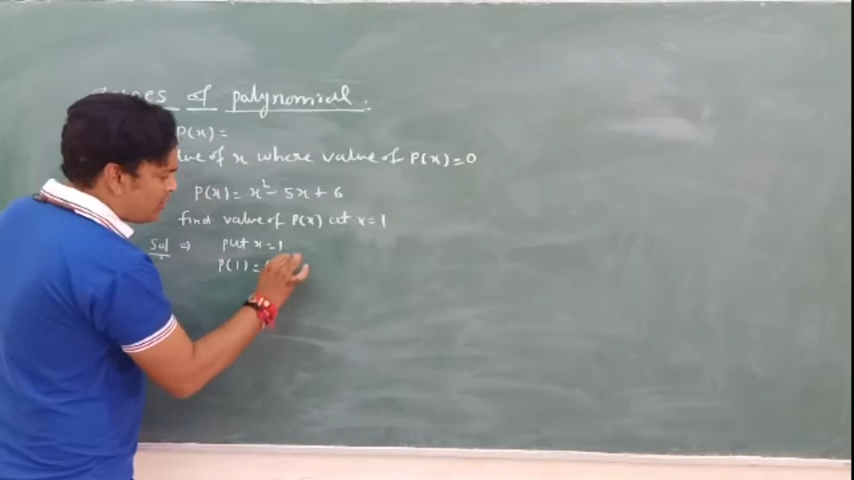 of polynomial.
P(x)=
of x where value of P(x)=0
P(x)= x² - 5x + 6
find value of P(x) at x=1
Sol ⇒ put x=1
P(1)=